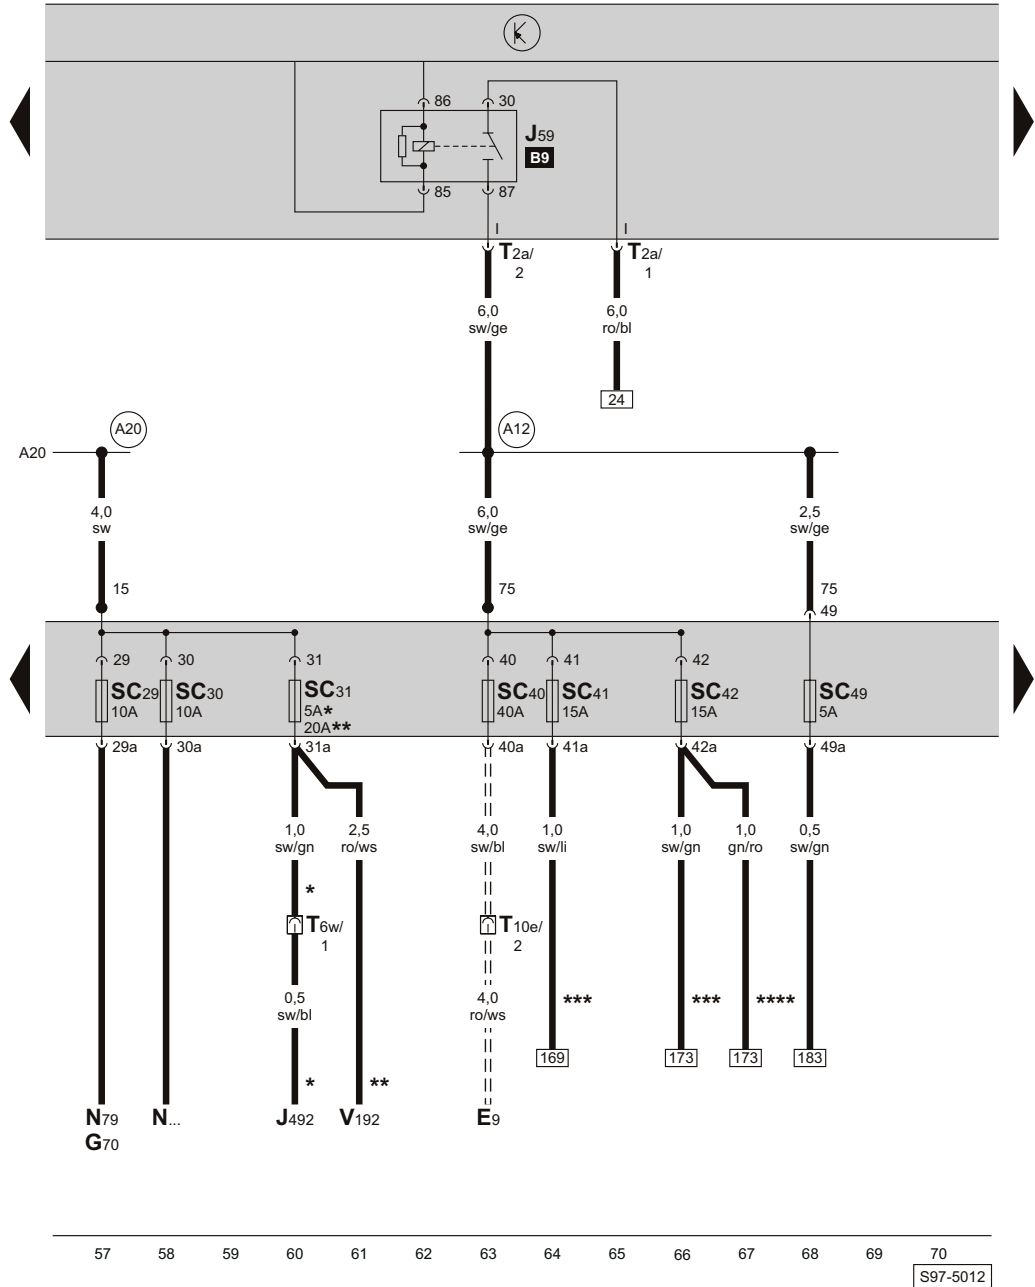 86 30
J59
B9
85 87
I I
T2a/ T2a/
2 1
6,0 6,0
sw/ge ro/bl
24
A20 A12
A20
4,0 6,0 2,5
sw sw/ge sw/ge
15 75 75
49
29 30 31 40 41 42
SC29 SC30 SC31 SC40 SC41 SC42 SC49
10A 10A 5A* 40A 15A 15A 5A
20A**
29a 30a 31a 40a 41a 42a 49a
1,0 2,5 4,0 1,0 1,0 1,0 0,5
sw/gn ro/ws sw/bl sw/li sw/gn gn/ro sw/gn
*
T6w/ T10e/
1 2
0,5 4,0 *** *** ****
sw/bl ro/ws
169 173 173 183
* **
N79 N... J492 V192 E9
G70
57 58 59 60 61 62 63 64 65 66 67 68 69 70
S97-5012